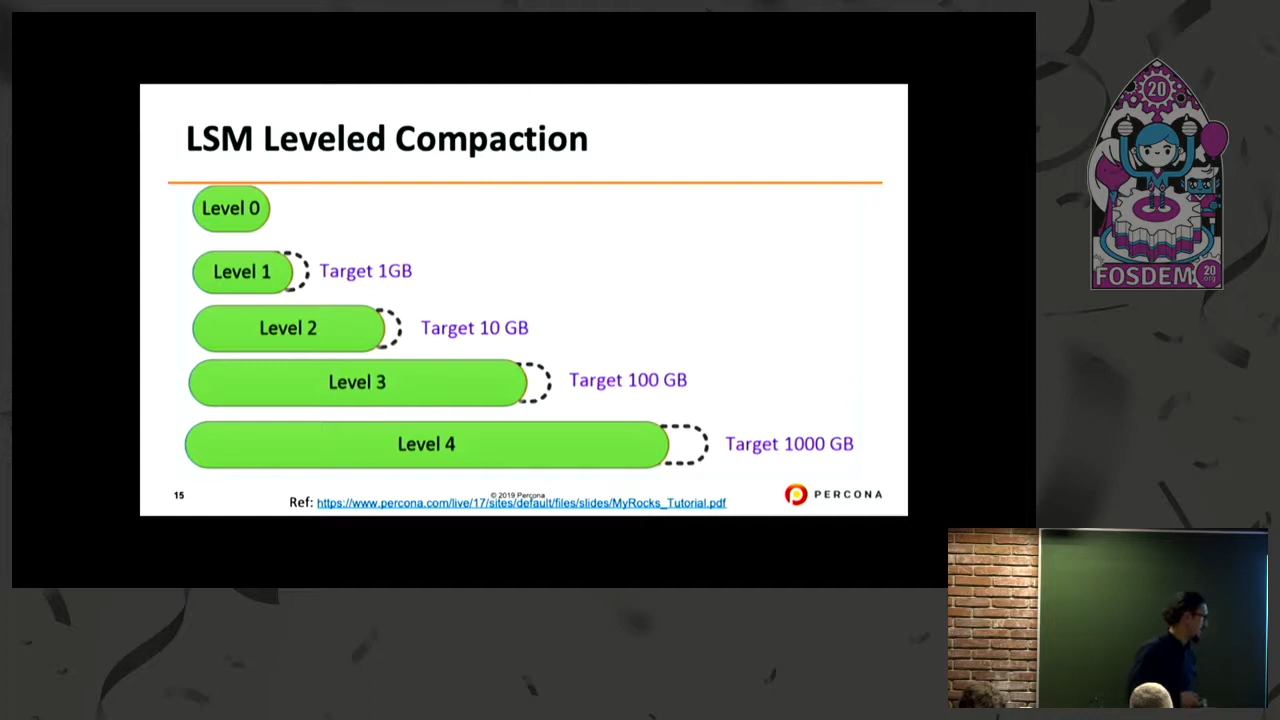 LSM Leveled Compaction
Level 0
Level 1
Target 1GB
Level 2
Target 10 GB
Level 3
Target 100 GB
Level 4
Target 1000 GB
15
© 2019 Percona
Ref: https://www.percona.com/live/17/sites/default/files/slides/MyRocks_Tutorial.pdf
PERCONA
20
FOSDEM
20
.org